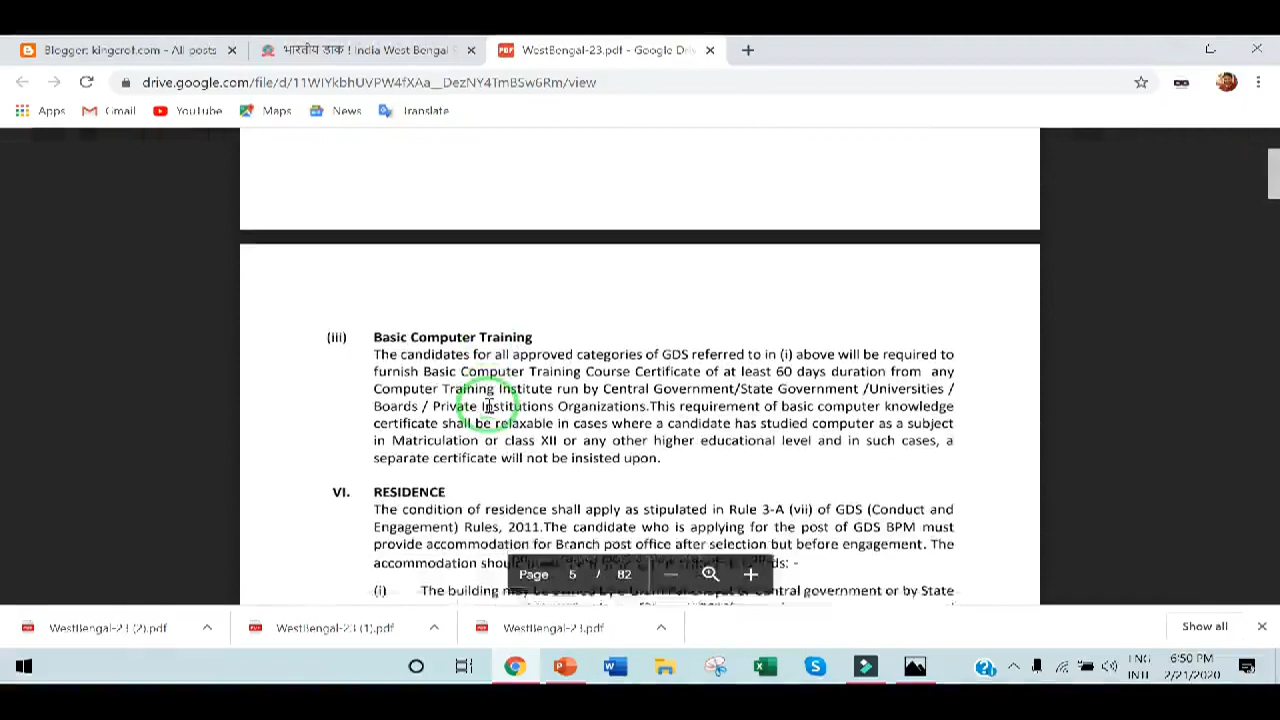 Blogger: kingcrof.com - All posts
भारतीय डाक ! India West Bengal
WestBengal-23.pdf - Google Driv
drive.google.com/file/d/11WIYkbhUVPW4fXAa__DezNY4TmBSw6Rm/view
Apps Gmail YouTube Maps News Translate
(iii) Basic Computer Training
The candidates for all approved categories of GDS referred to in (i) above will be required to
furnish Basic Computer Training Course Certificate of at least 60 days duration from any
Computer Training Institute run by Central Government/State Government /Universities /
Boards / Private Institutions Organizations.This requirement of basic computer knowledge
certificate shall be relaxable in cases where a candidate has studied computer as a subject
in Matriculation or class XII or any other higher educational level and in such cases, a
separate certificate will not be insisted upon.
VI. RESIDENCE
The condition of residence shall apply as stipulated in Rule 3-A (vii) of GDS (Conduct and
Engagement) Rules, 2011.The candidate who is applying for the post of GDS BPM must
provide accommodation for Branch post office after selection but before engagement. The
accommodation
Page 5 / 82
(i) The building central government or by State
WestBengal-23 (2).pdf WestBengal-23 (1).pdf WestBengal-23.pdf Show all
ENG 6:50 PM
INTL 2/21/2020